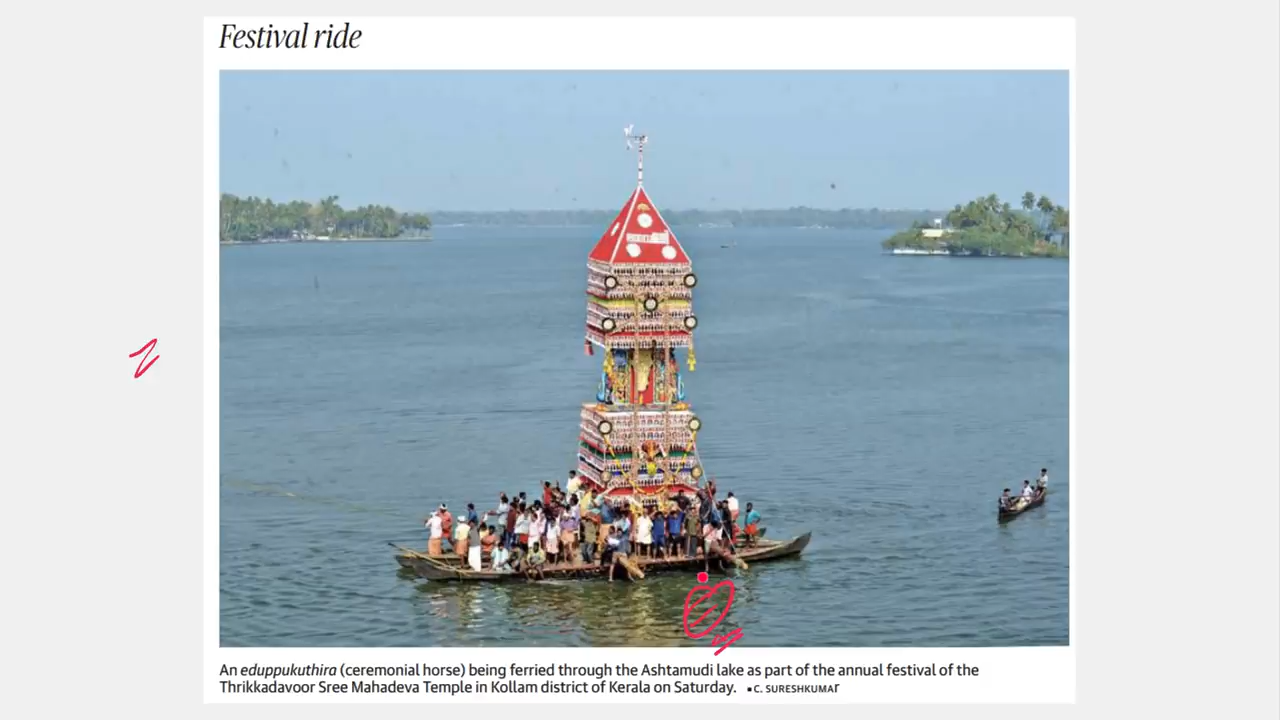 Festival ride
An eduppukuthira (ceremonial horse) being ferried through the Ashtamudi lake as part of the annual festival of the
Thrikkadavoor Sree Mahadeva Temple in Kollam district of Kerala on Saturday. ▪C. SURESHKUMAr